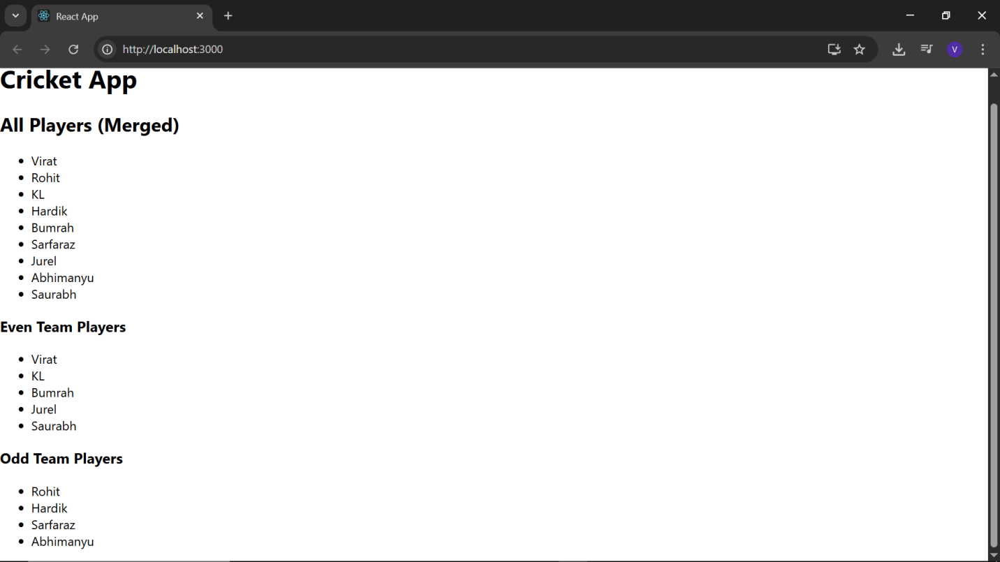 React App
http://localhost:3000
V
Cricket App
All Players (Merged)
Virat
Rohit
KL
Hardik
Bumrah
Sarfaraz
Jurel
Abhimanyu
Saurabh
Even Team Players
Virat
KL
Bumrah
Jurel
Saurabh
Odd Team Players
Rohit
Hardik
Sarfaraz
Abhimanyu